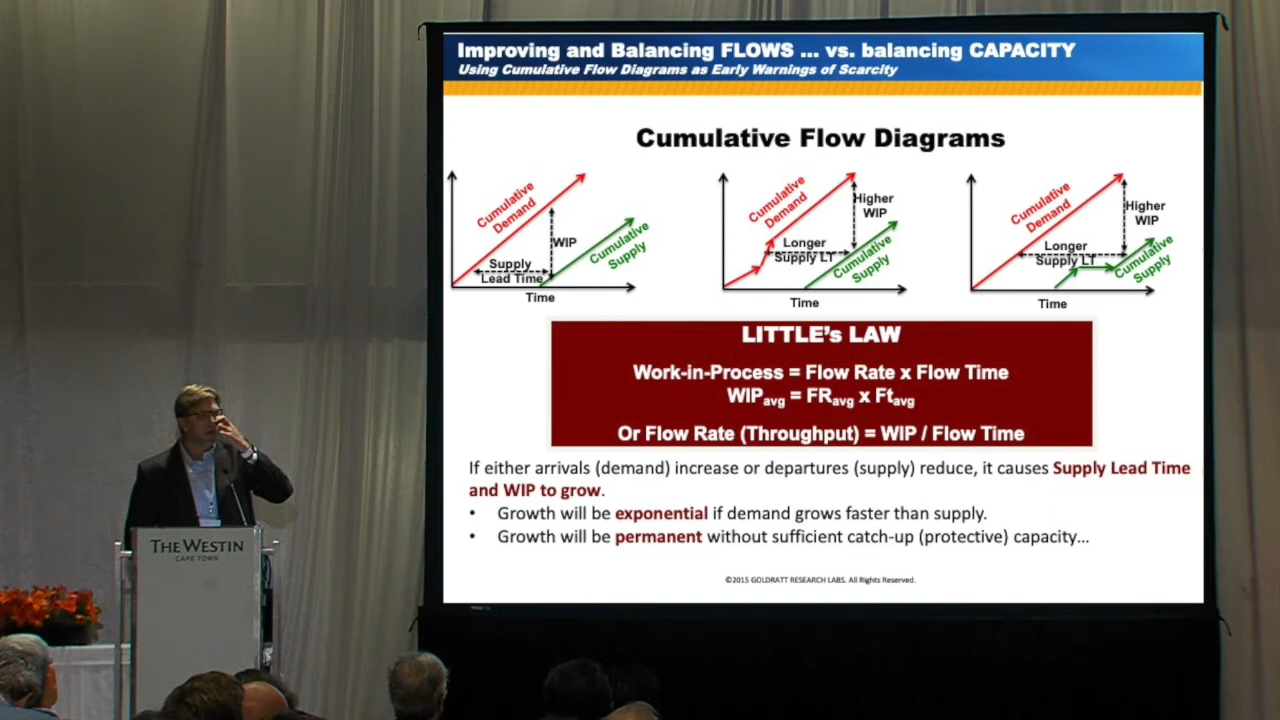 Improving and Balancing FLOWS ... vs. balancing CAPACITY
Using Cumulative Flow Diagrams as Early Warnings of Scarcity
Cumulative Flow Diagrams
Cumulative
Demand
WIP
Supply
Lead Time
Cumulative
Supply
Time
Cumulative
Demand
Higher
WIP
Longer
Supply LT
Cumulative
Supply
Time
Cumulative
Demand
Higher
WIP
Longer
Supply LT
Cumulative
Supply
Time
LITTLE's LAW
Work-in-Process = Flow Rate x Flow Time
WIPavg = FRavg x Ftavg
Or Flow Rate (Throughput) = WIP / Flow Time
If either arrivals (demand) increase or departures (supply) reduce, it causes Supply Lead Time
and WIP to grow.
• Growth will be exponential if demand grows faster than supply.
• Growth will be permanent without sufficient catch-up (protective) capacity...
©2015 GOLDRATT RESEARCH LABS. All Rights Reserved.
THE WESTIN
CAPE TOWN